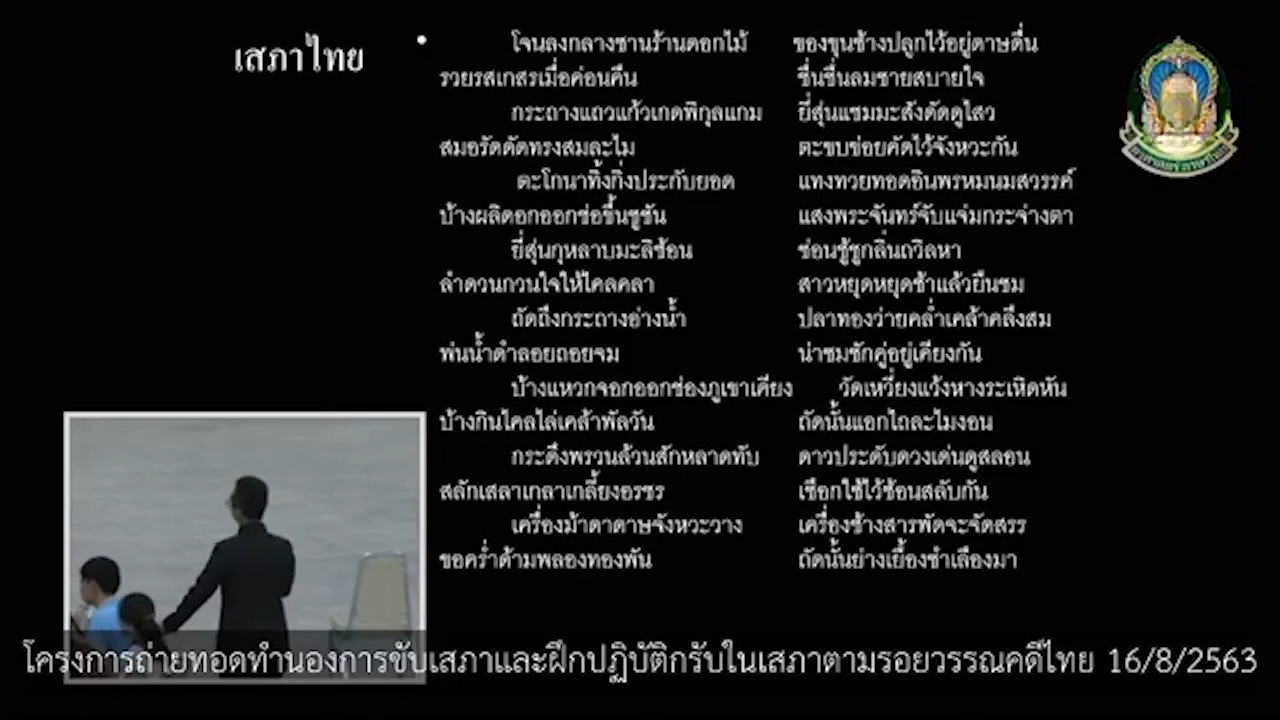 เสภาไทย
• โจนลงกลางชานร้านดอกไม้ ของขุนช้างปลูกไว้อยู่ดาษดื่น
รวยรสเกสรเมื่อค่อนคืน ชื่นชื่นลมชายสบายใจ
กระถางแถวแก้วเกดพิกุลแกม ยี่สุ่นแซมมะสังดัดดูไสว
สมอรัดดัดทรงสมละไม ตะขบข่อยคัดไว้จังหวะกัน
ตะโกนาทิ้งกิ่งประกับยอด แทงทวยทอดอินพรหมนมสวรรค์
บ้างผลิดอกออกช่อขึ้นชูชัน แสงพระจันทร์จับแจ่มกระจ่างตา
ยี่สุ่นกุหลาบมะลิซ้อน ซ่อนชู้ชูกลิ่นถวิลหา
ลำดวนกวนใจให้ไคลคลา สาวหยุดหยุดช้าแล้วยืนชม
ถัดถึงกระถางอ่างน้ำ ปลาทองว่ายคล่ำเคล้าคลึงสม
พ่นน้ำดำลอยถอยจม น่าชมชักคู่อยู่เคียงกัน
บ้างแหวกจอกออกช่องภูเขาเคียง วัดเหวี่ยงแว้งหางระเหิดหัน
บ้างกินไคลไล่เคล้าพัลวัน ถัดนั้นแอกไถละไมงอน
กระดึงพรวนล้วนสักหลาดทับ ดาวประดับดวงเด่นดูสลอน
สลักเสลาเกลาเกลี้ยงอรชร เชือกใช้ไว้ซ้อนสลับกัน
เครื่องม้าดาดาษจังหวะวาง เครื่องช้างสารพัดจะจัดสรร
ขอคร่ำด้ามพลองทองพัน ถัดนั้นย่างเยื้องชำเลืองมา
โครงการถ่ายทอดทำนองการขับเสภาและฝึกปฏิบัติกรับในเสภาตามรอยวรรณคดีไทย 16/8/2563